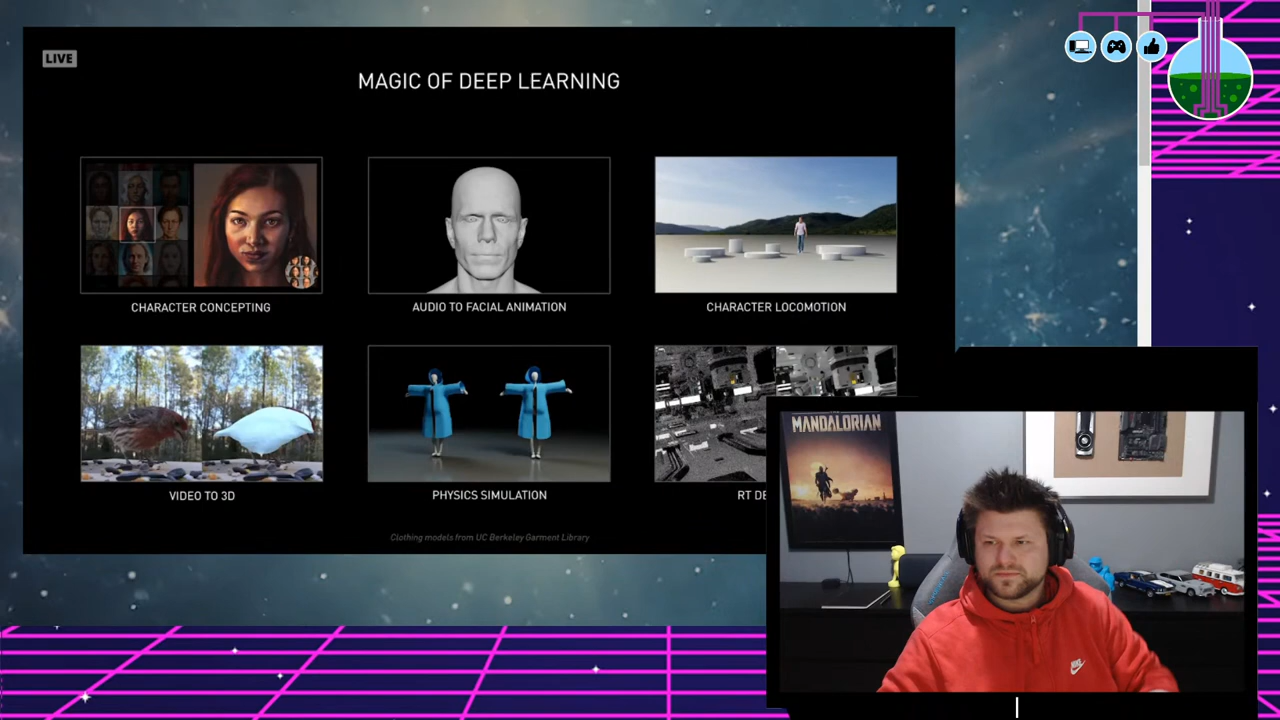 LIVE
MAGIC OF DEEP LEARNING
CHARACTER CONCEPTING
AUDIO TO FACIAL ANIMATION
CHARACTER LOCOMOTION
VIDEO TO 3D
PHYSICS SIMULATION
RT DE
Clothing models from UC Berkeley Garment Library
MANDALORIAN